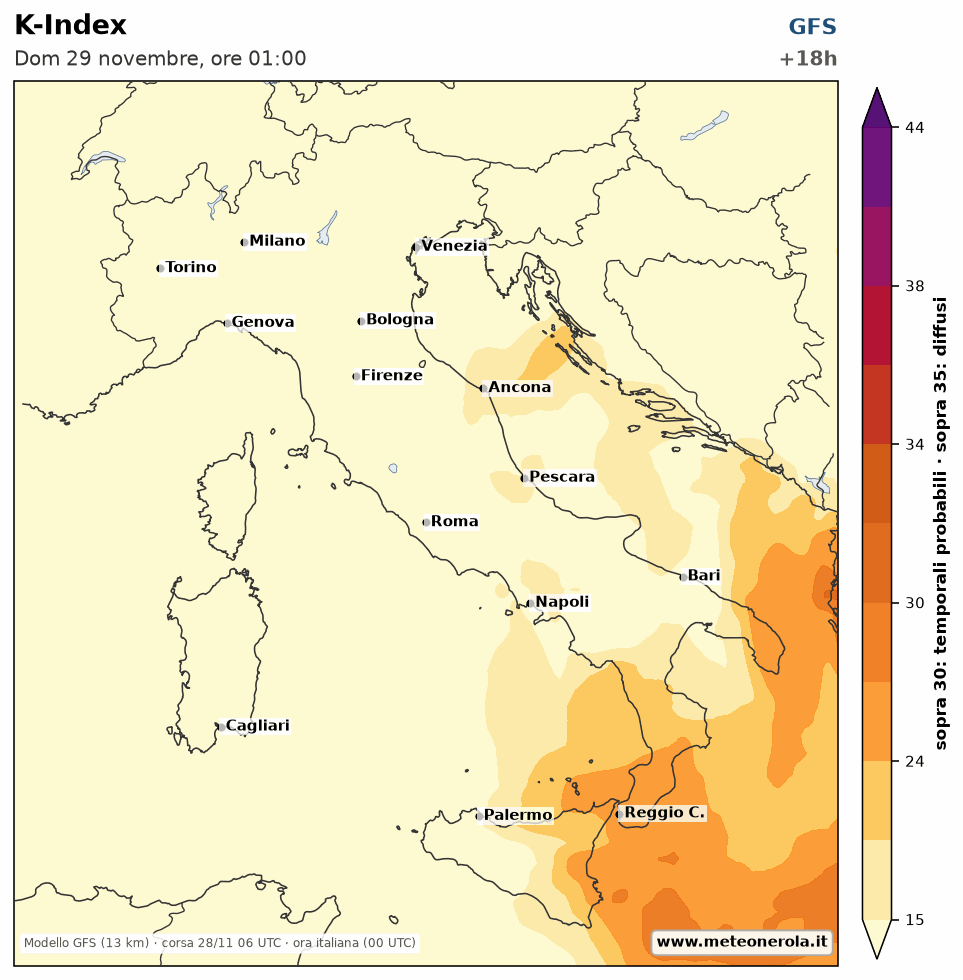 K-Index
GFS
Dom 29 novembre, ore 01:00
+18h
44
38
34
30
24
15
sopra 30: temporali probabili · sopra 35: diffusi
Milano
Venezia
Torino
Genova
Bologna
Firenze
Ancona
Pescara
Roma
Bari
Napoli
Cagliari
Palermo
Reggio C.
Modello GFS (13 km) · corsa 28/11 06 UTC · ora italiana (00 UTC)
www.meteonerola.it